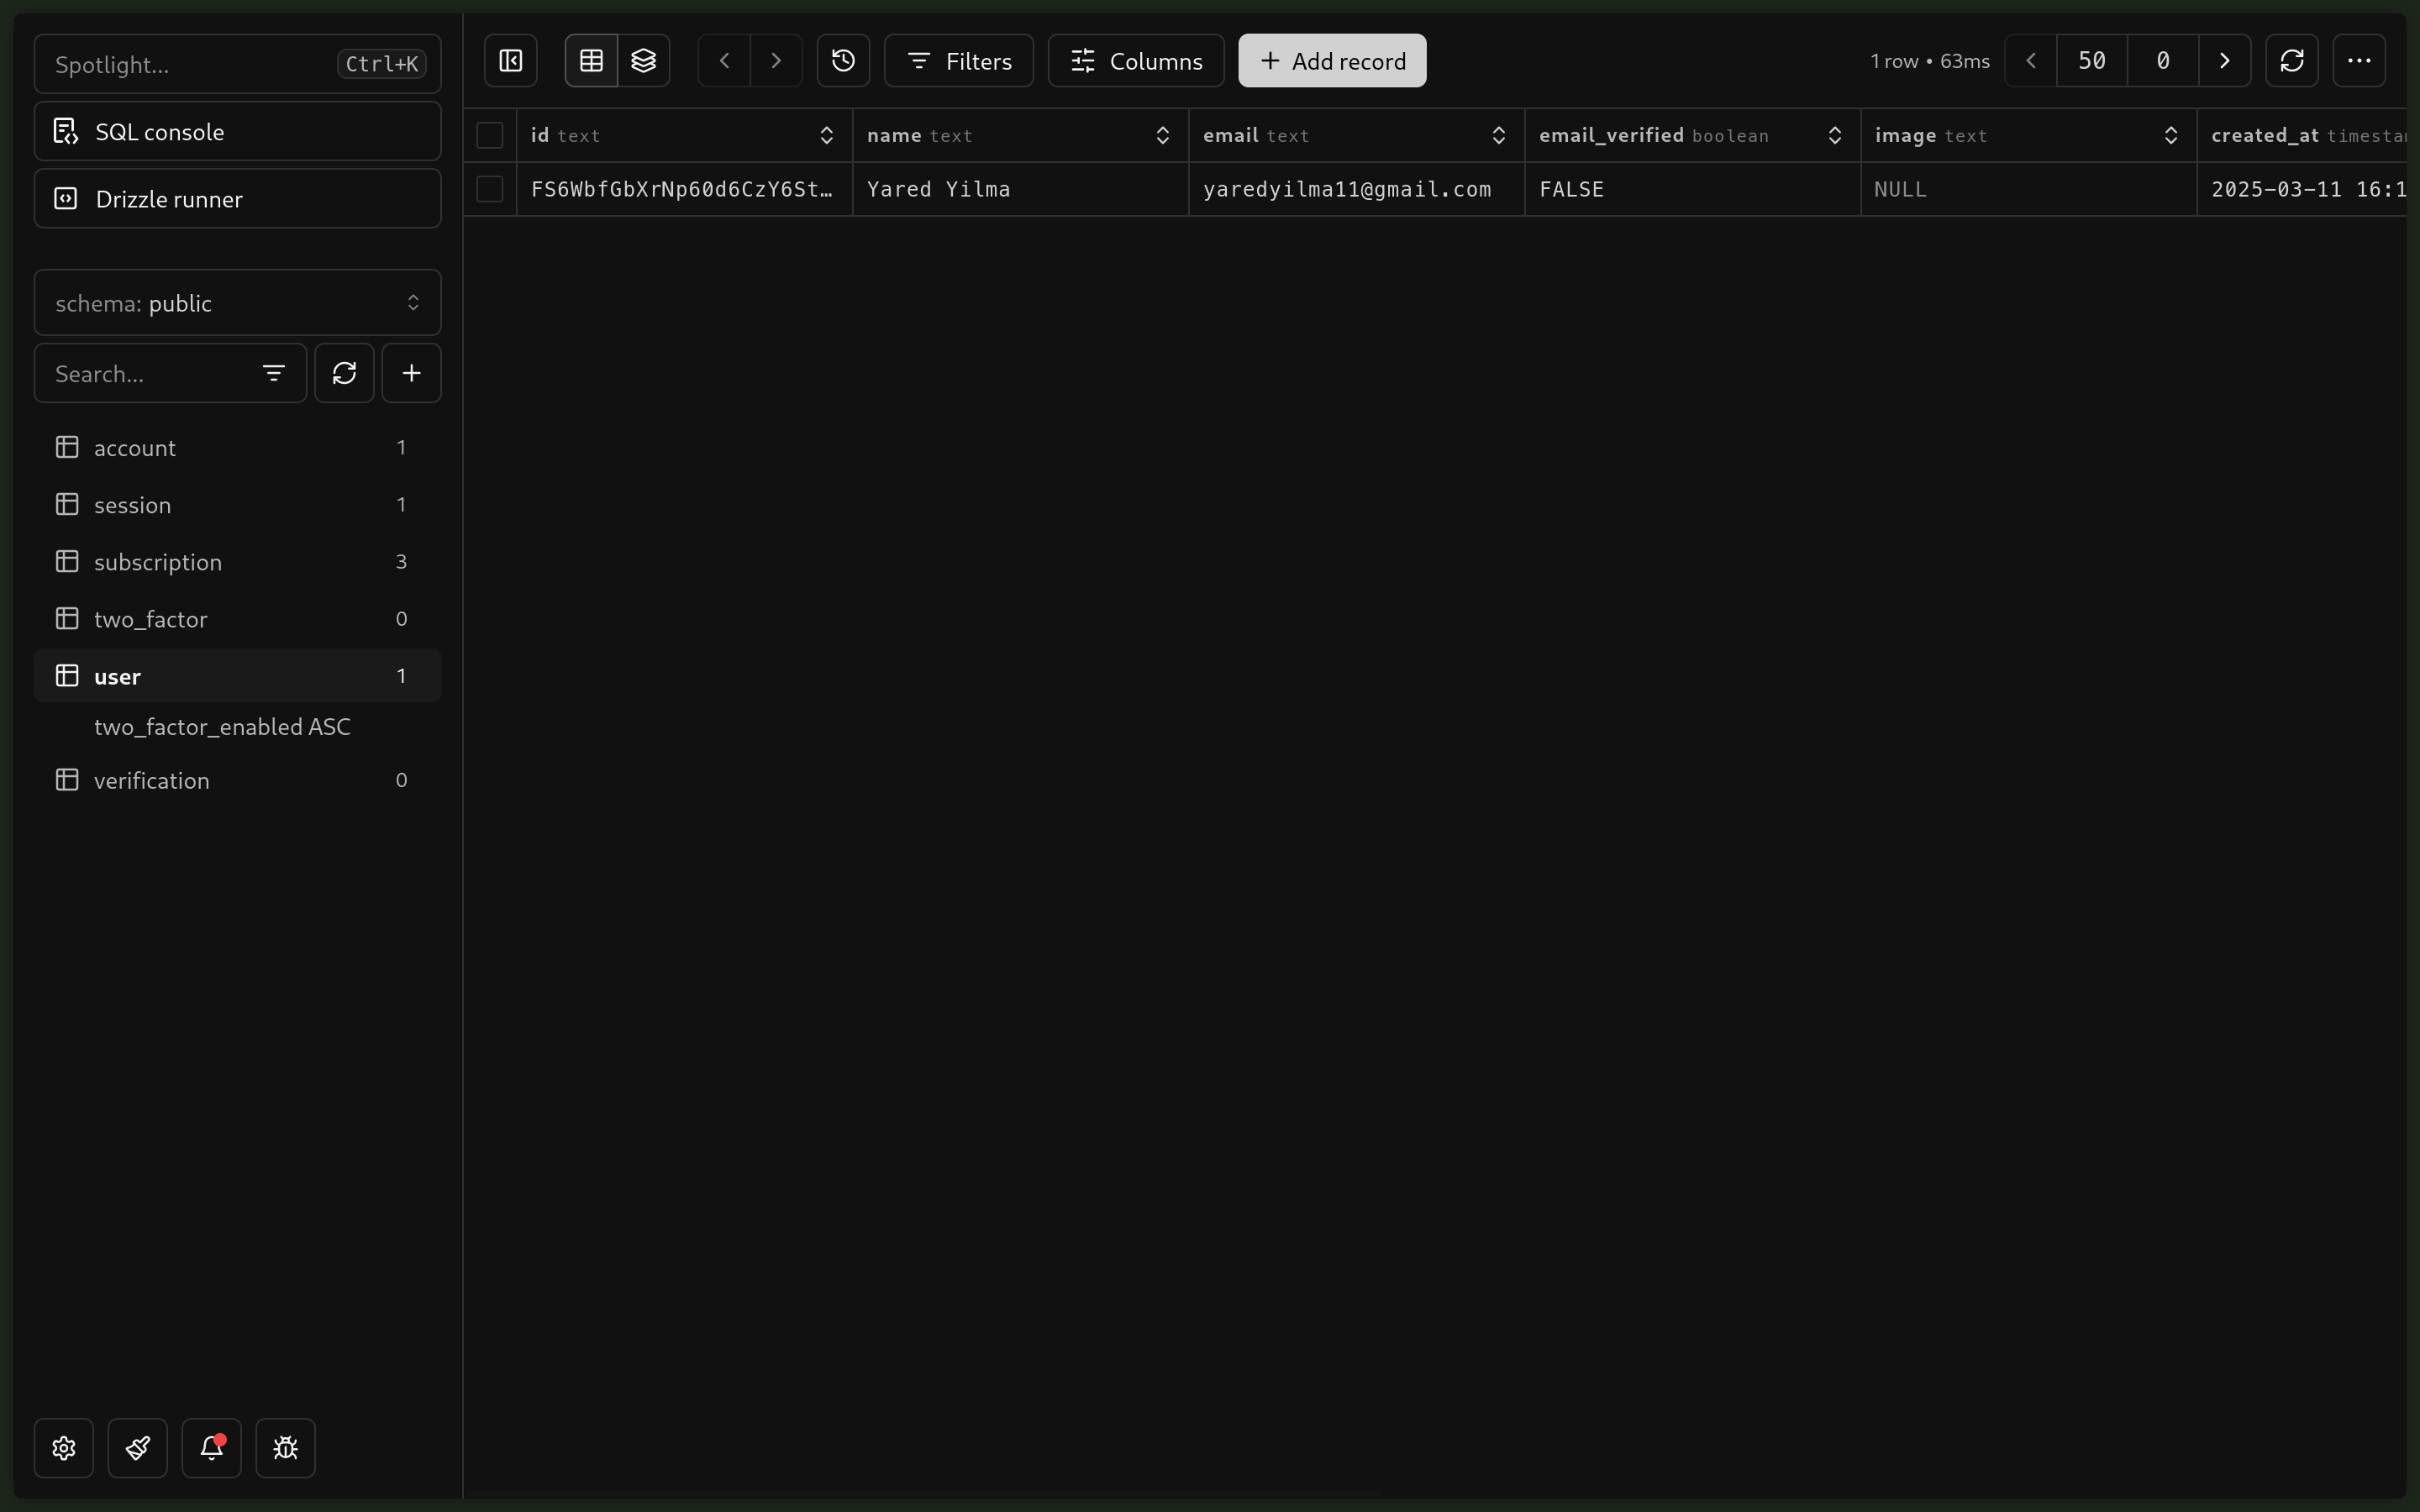 Spotlight... Ctrl+K
SQL console
Drizzle runner
schema: public
Search...
account 1
session 1
subscription 3
two_factor 0
user 1
two_factor_enabled ASC
verification 0
Filters Columns Add record 1 row • 63ms 50 0
id text name text email text email_verified boolean image text created_at timestam
FS6WbfGbXrNp60d6CzY6St… Yared Yilma yaredyilma11@gmail.com FALSE NULL 2025-03-11 16:1